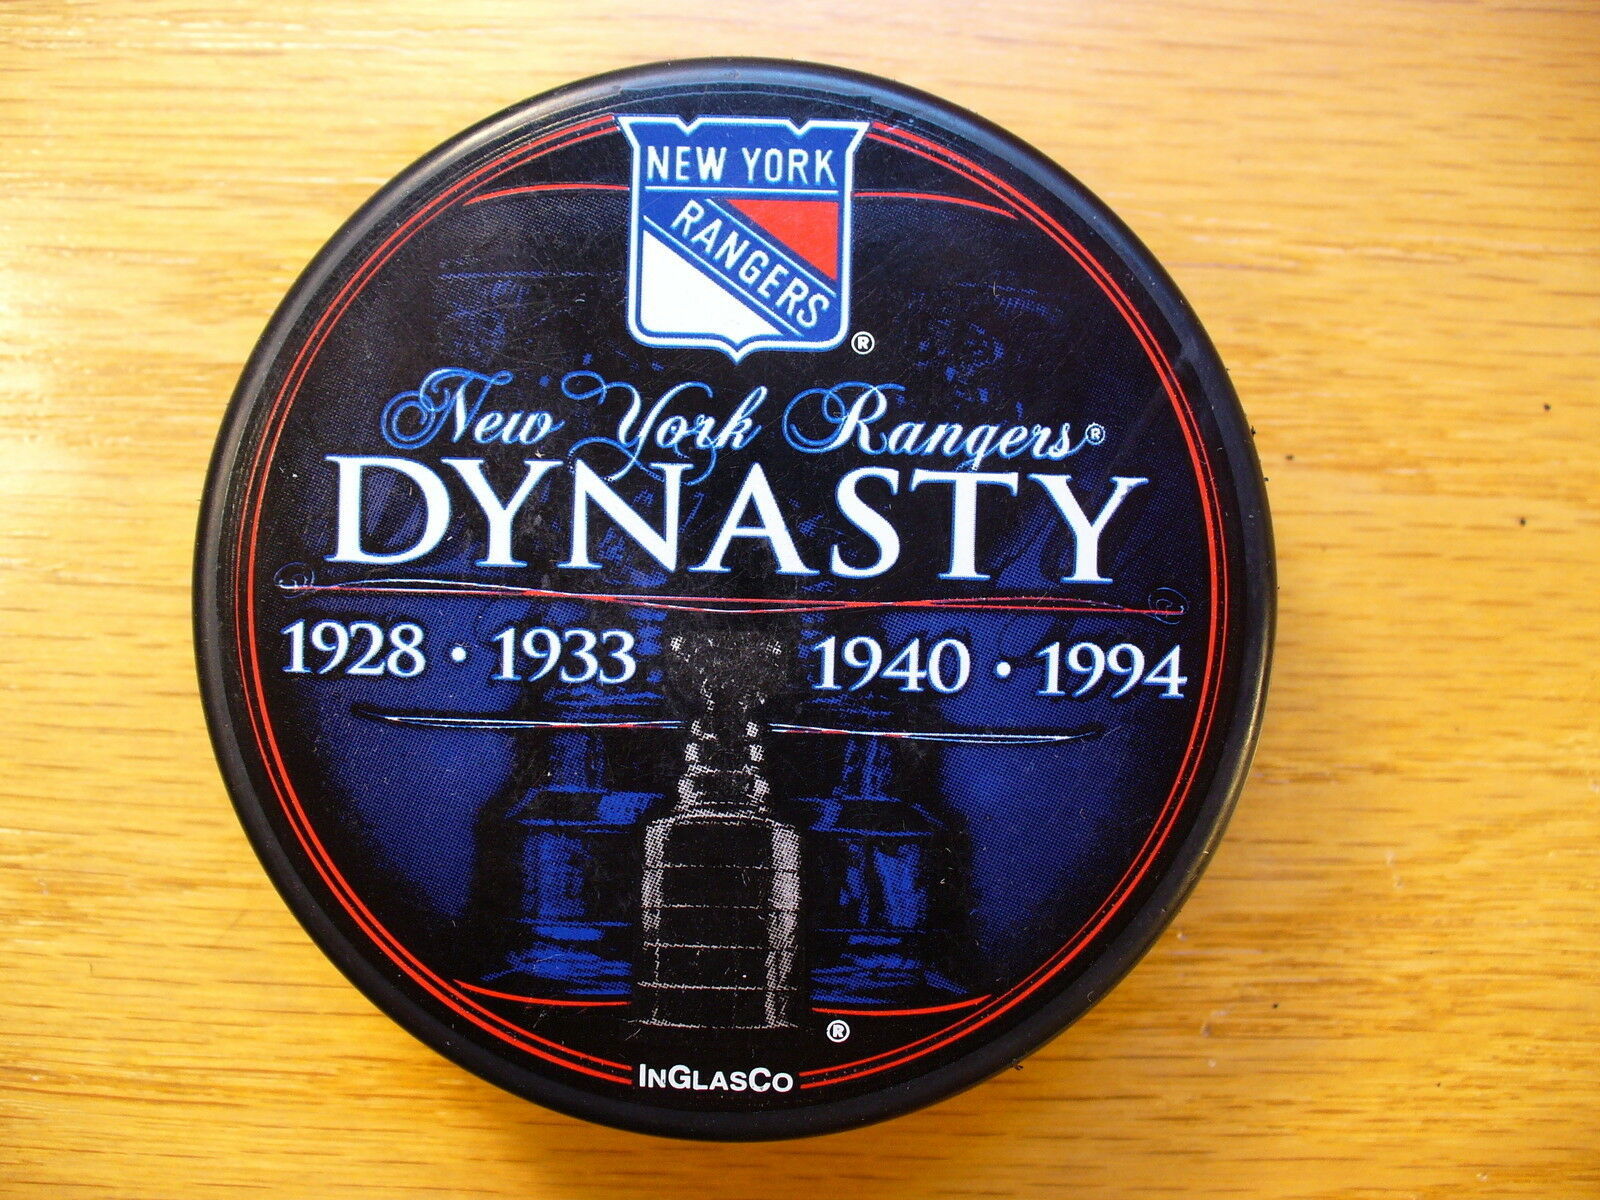 NEW YORK
RANGERS
®
New York Rangers®
DYNASTY
1928 • 1933 1940 • 1994
®
INGLASCO